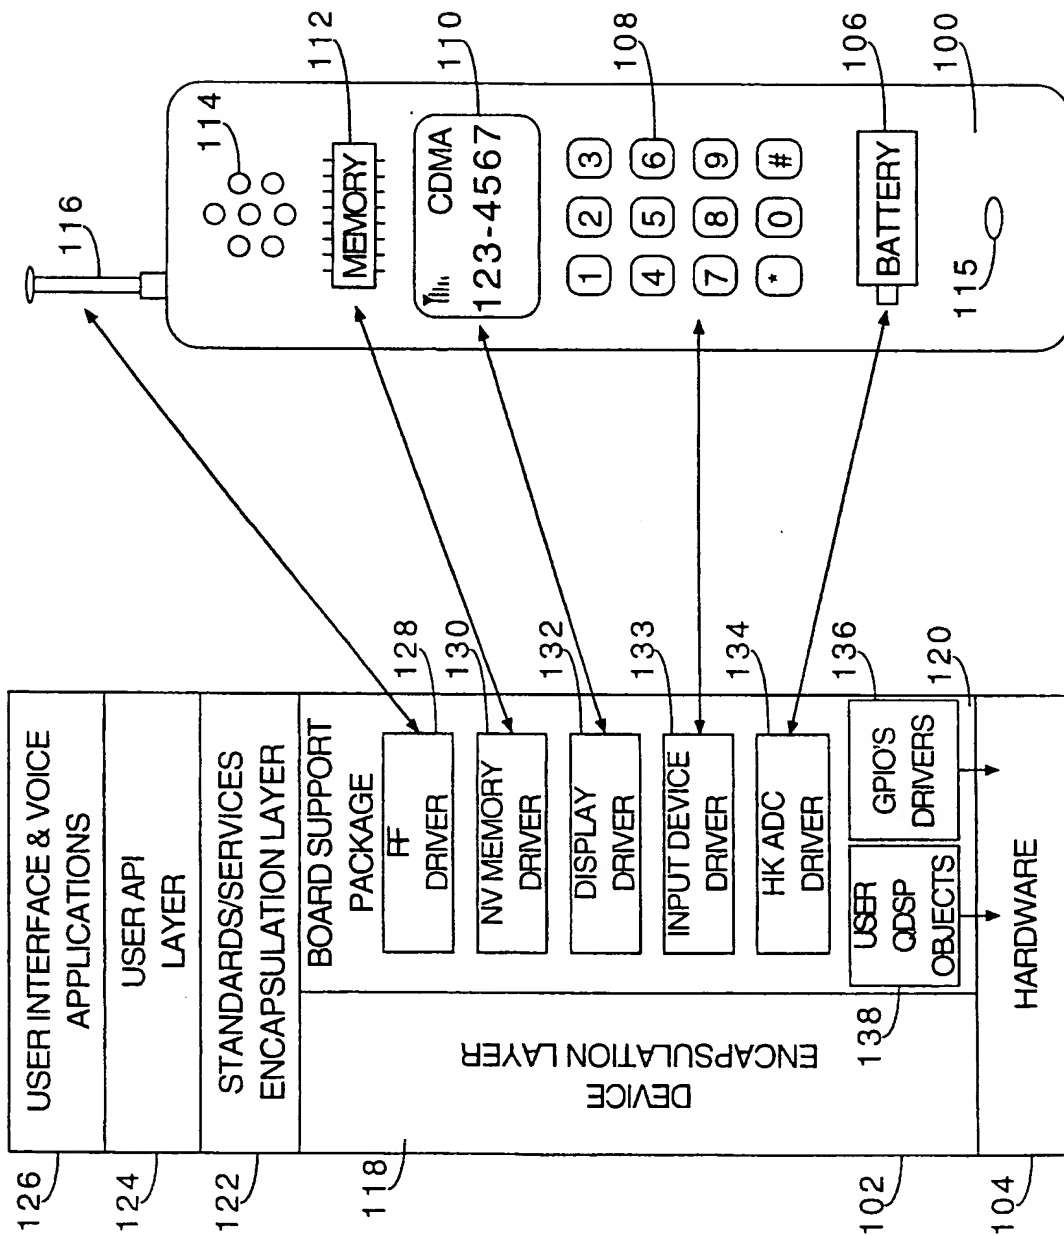 116
114
112
MEMORY
110
CDMA
123-4567
1 2 3
108
4 5 6
7 8 9
* 0 #
106
BATTERY
100
115
126
USER INTERFACE & VOICE
APPLICATIONS
124
USER API
LAYER
122
STANDARDS/SERVICES
ENCAPSULATION LAYER
118
DEVICE
ENCAPSULATION LAYER
BOARD SUPPORT
PACKAGE
RF
DRIVER
128
NV MEMORY
DRIVER
130
DISPLAY
DRIVER
132
INPUT DEVICE
DRIVER
133
HK ADC
DRIVER
134
USER
QDSP
OBJECTS
138
GPIO'S
DRIVERS
136
120
102
HARDWARE
104